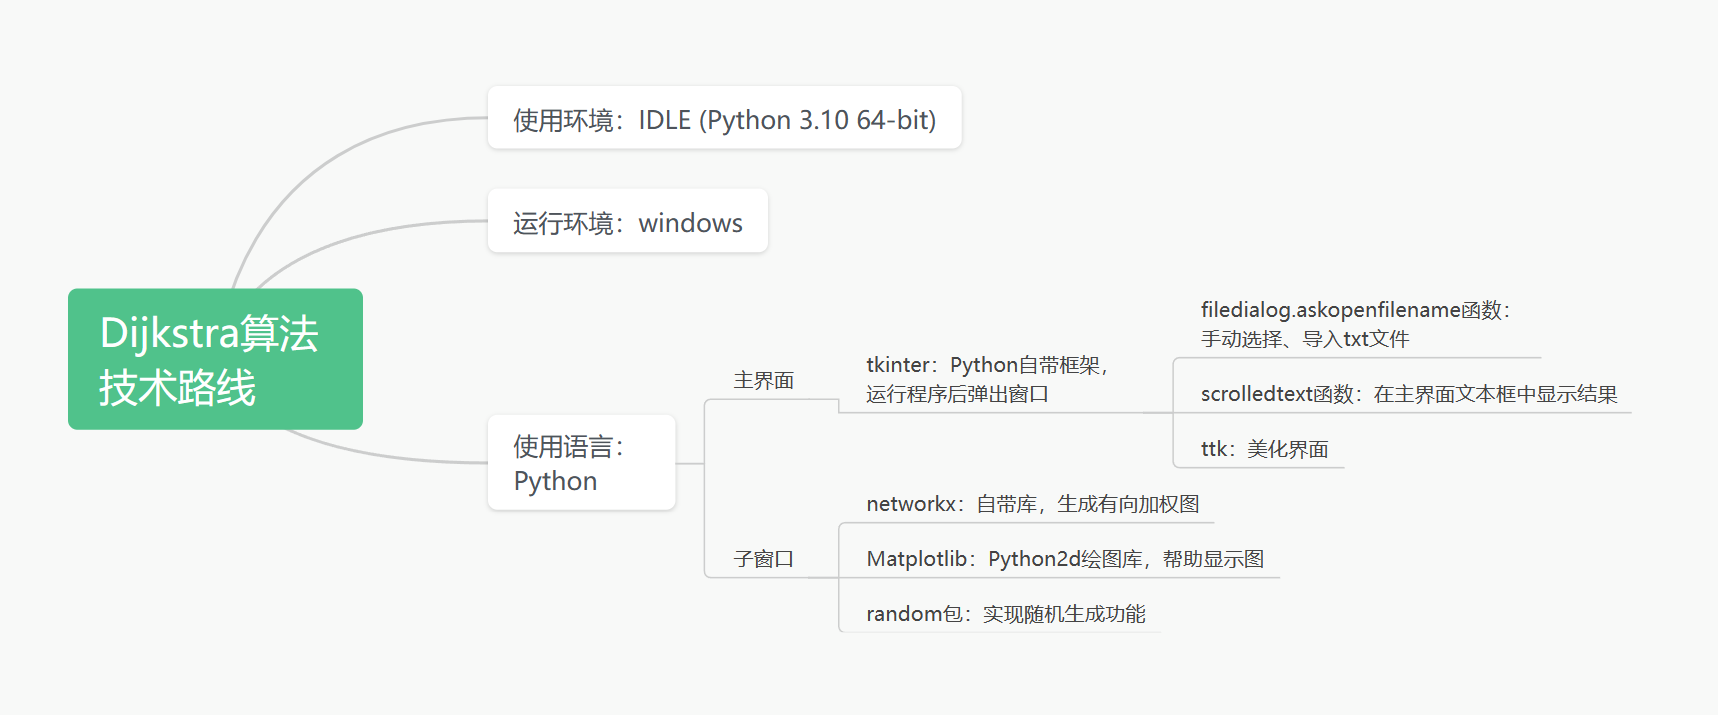 使用环境：IDLE (Python 3.10 64-bit)
运行环境：windows
Dijkstra算法
技术路线
使用语言：
Python
主界面
tkinter：Python自带框架，
运行程序后弹出窗口
filedialog.askopenfilename函数：
手动选择、导入txt文件
scrolledtext函数：在主界面文本框中显示结果
ttk：美化界面
子窗口
networkx：自带库，生成有向加权图
Matplotlib：Python2d绘图库，帮助显示图
random包：实现随机生成功能